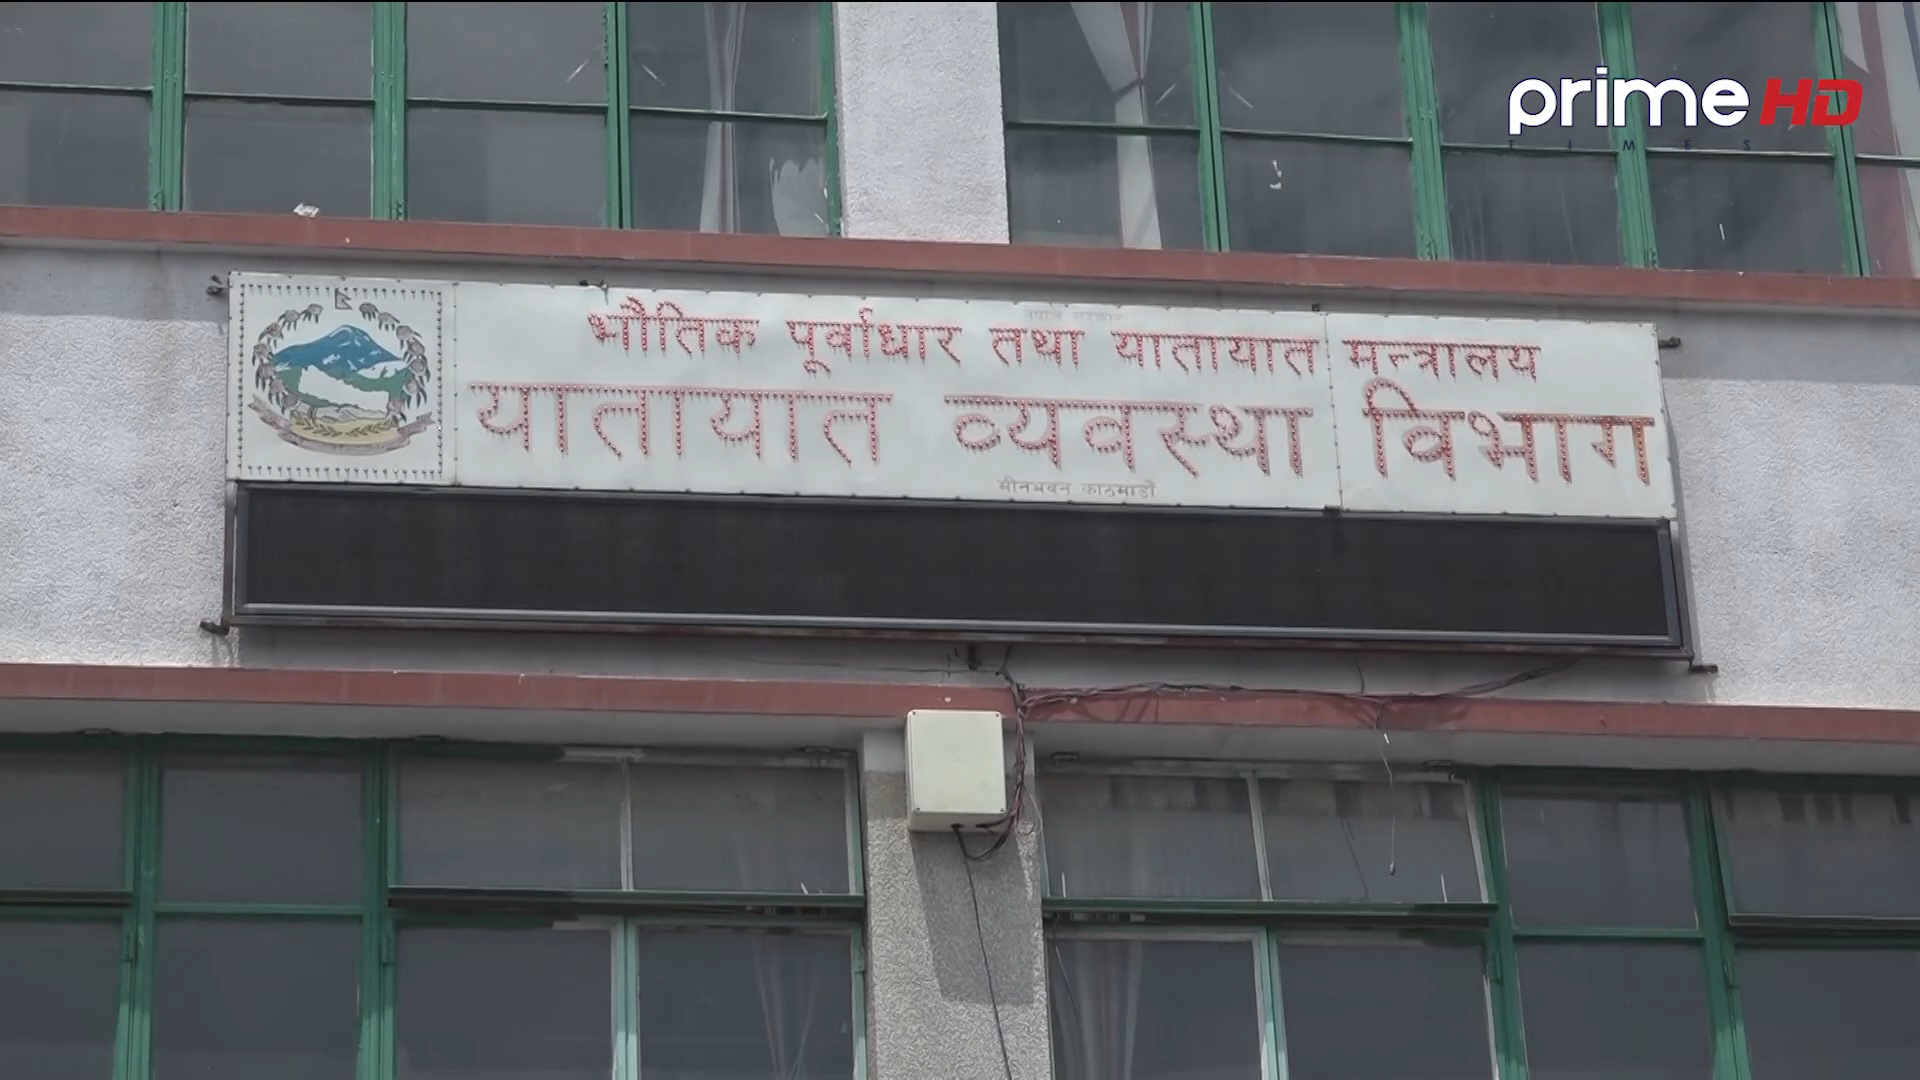 prime HD
TIMES
नेपाल सरकार
भौतिक पूर्वाधार तथा यातायात मन्त्रालय
यातायात व्यवस्था विभाग
मीनभवन काठमाडौं